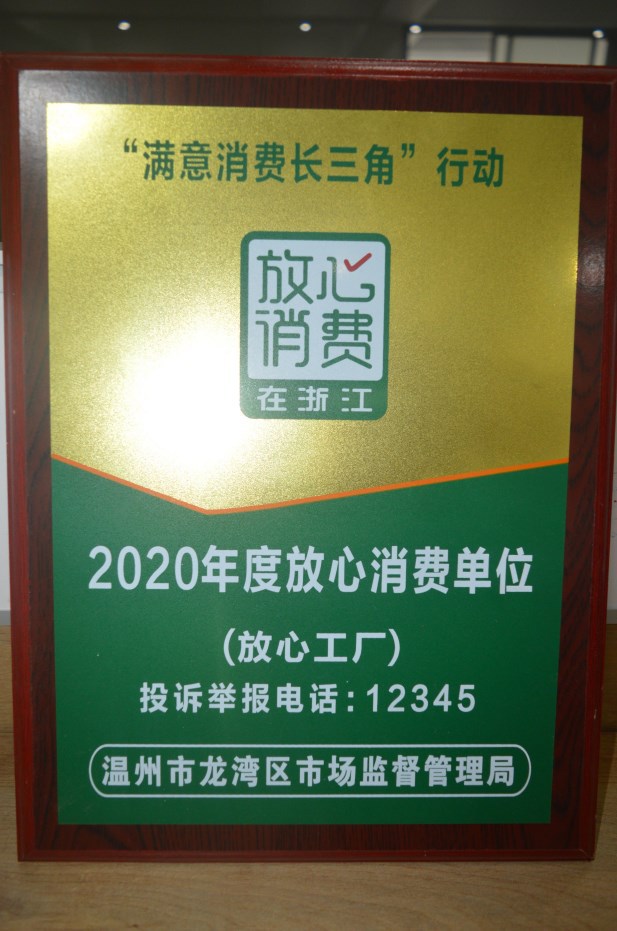 “满意消费长三角”行动
放心
消费
在浙江
2020年度放心消费单位
(放心工厂)
投诉举报电话:12345
温州市龙湾区市场监督管理局